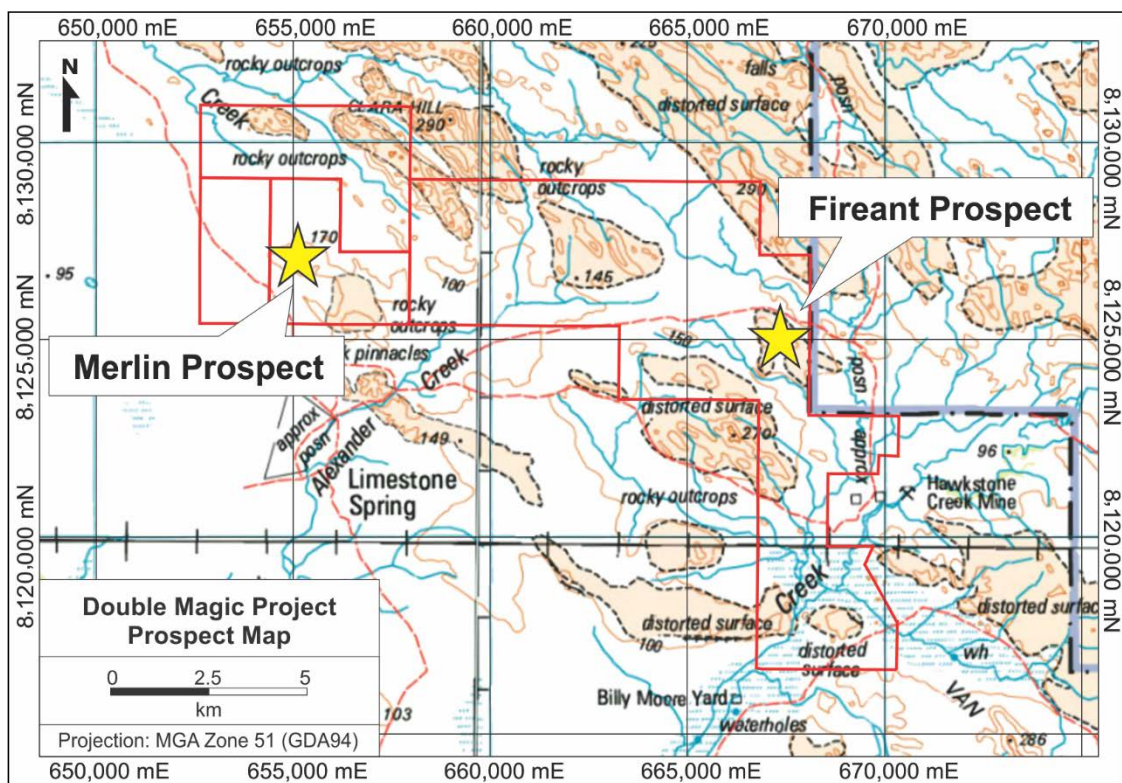 650,000 mE
655,000 mE
660,000 mE
665,000 mE
670,000 mE
N
rocky outcrops
falls
posn
Creek
CLARA HILL
290
distorted surface
8,130,000 mN
8,130,000 mN
rocky outcrops
rocky
outcrops
290
Fireant Prospect
170
95
100
145
rocky
outcrops
150
8,125,000 mN
8,125,000 mN
Merlin Prospect
pinnacles
Creek
posn
approx
posn
149
distorted surface
270
approx
96
Alexander
Limestone
Spring
rocky outcrops
Hawkstone
Creek Mine
8,120,000 mN
8,120,000 mN
Creek
distorted surface
distorted surface
100
distorted
surface
wh
VAN
Billy Moore Yard
waterholes
103
286
Double Magic Project
Prospect Map
0 2.5 5
km
Projection: MGA Zone 51 (GDA94)
650,000 mE
655,000 mE
660,000 mE
665,000 mE
670,000 mE